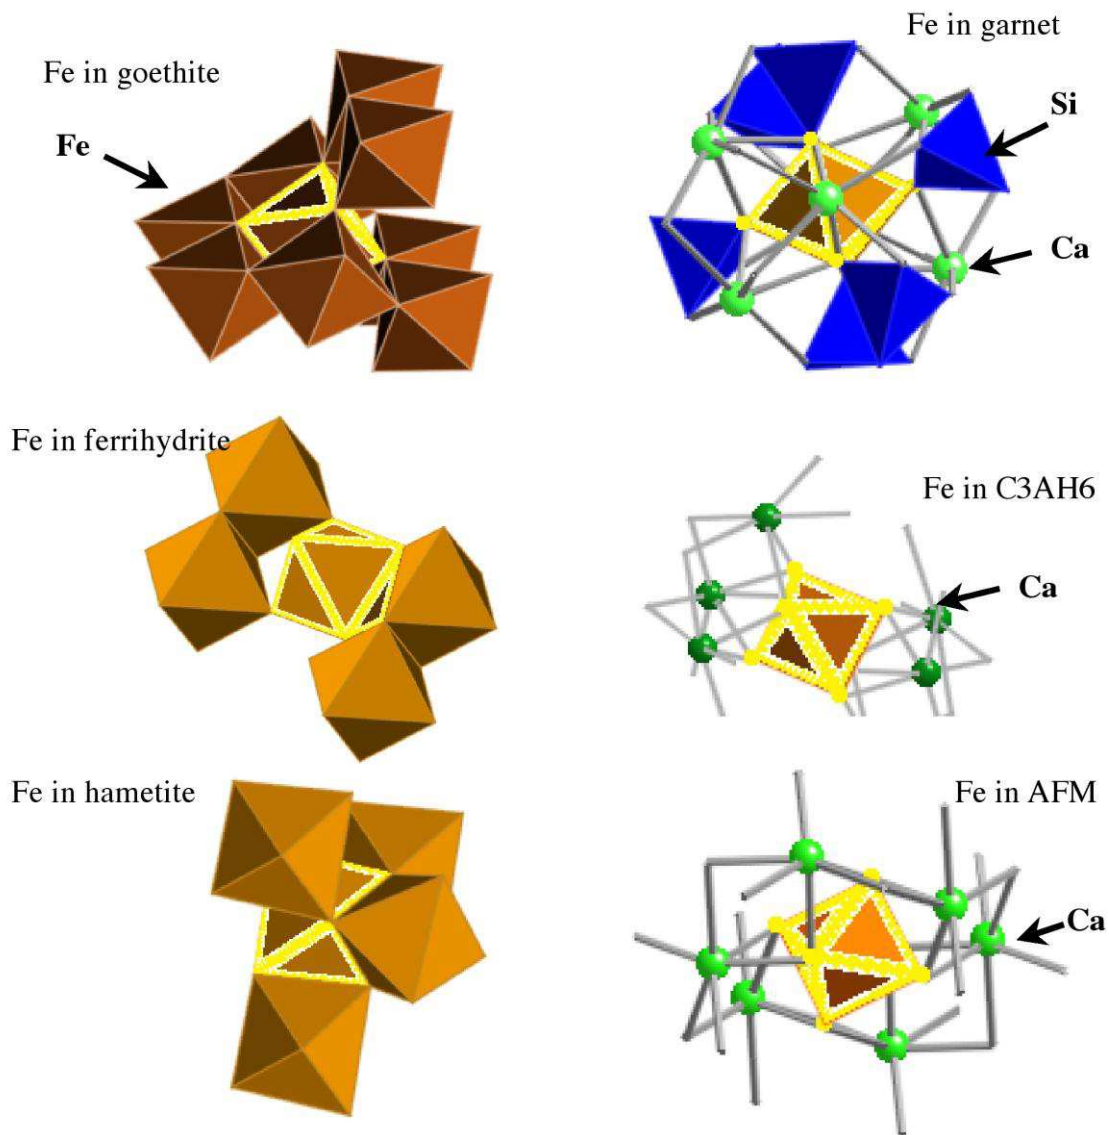 Fe in goethite
Fe
Fe in garnet
Si
Ca
Fe in ferrihydrite
Fe in C3AH6
Ca
Fe in hametite
Fe in AFM
Ca